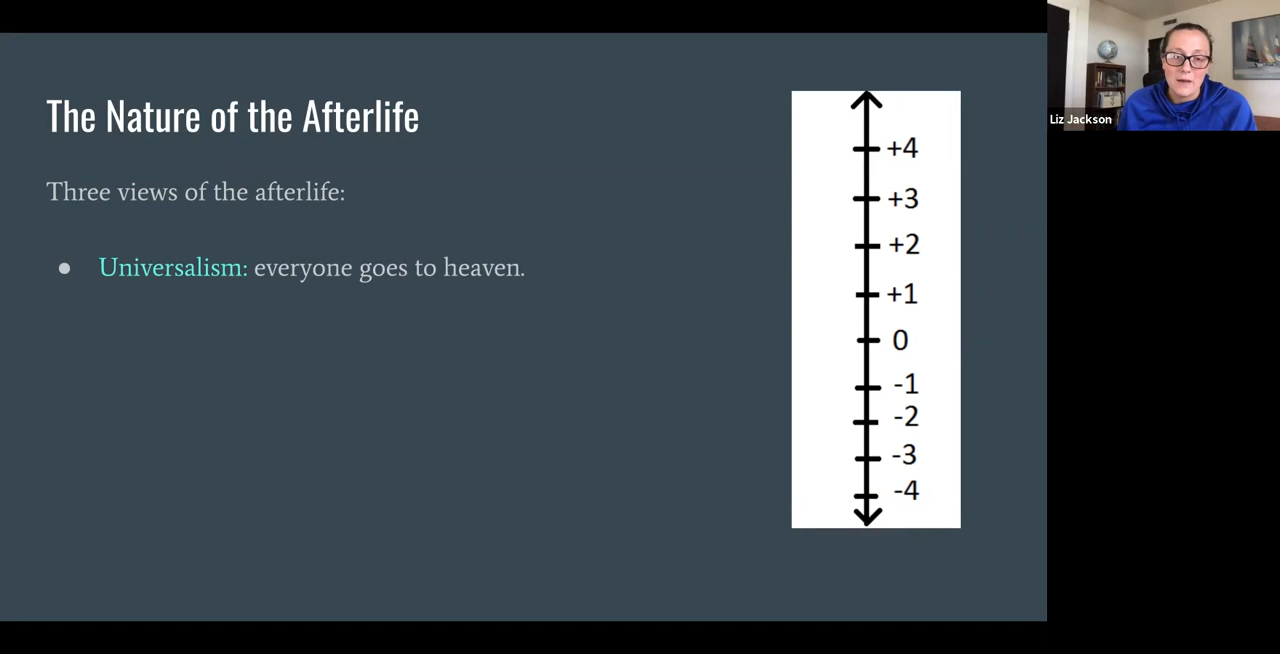 The Nature of the Afterlife
Three views of the afterlife:
● Universalism: everyone goes to heaven.
+4
+3
+2
+1
0
-1
-2
-3
-4
Liz Jackson